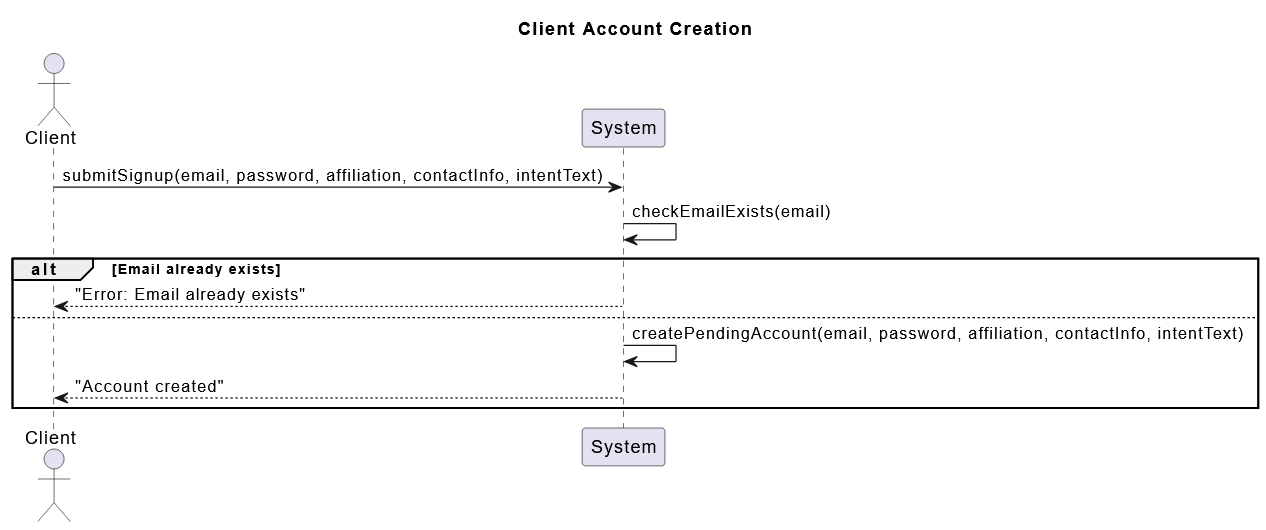 Client Account Creation
Client
System
submitSignup(email, password, affiliation, contactInfo, intentText)
checkEmailExists(email)
alt [Email already exists]
"Error: Email already exists"
createPendingAccount(email, password, affiliation, contactInfo, intentText)
"Account created"
Client
System